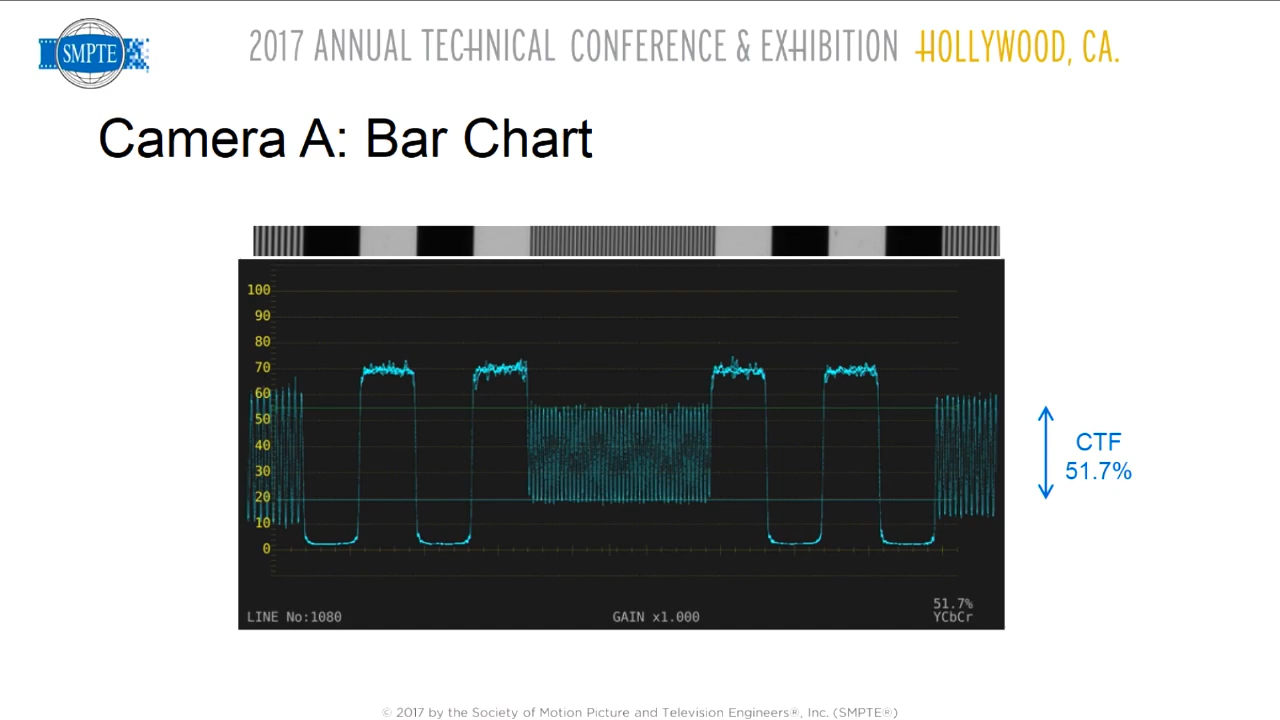 SMPTE
2017 ANNUAL TECHNICAL CONFERENCE & EXHIBITION HOLLYWOOD, CA.
Camera A: Bar Chart
100
90
80
70
60
50
40
30
20
10
0
CTF
51.7%
51.7%
LINE No:1080 GAIN x1.000 YCbCr
© 2017 by the Society of Motion Picture and Television Engineers®, Inc. (SMPTE®)